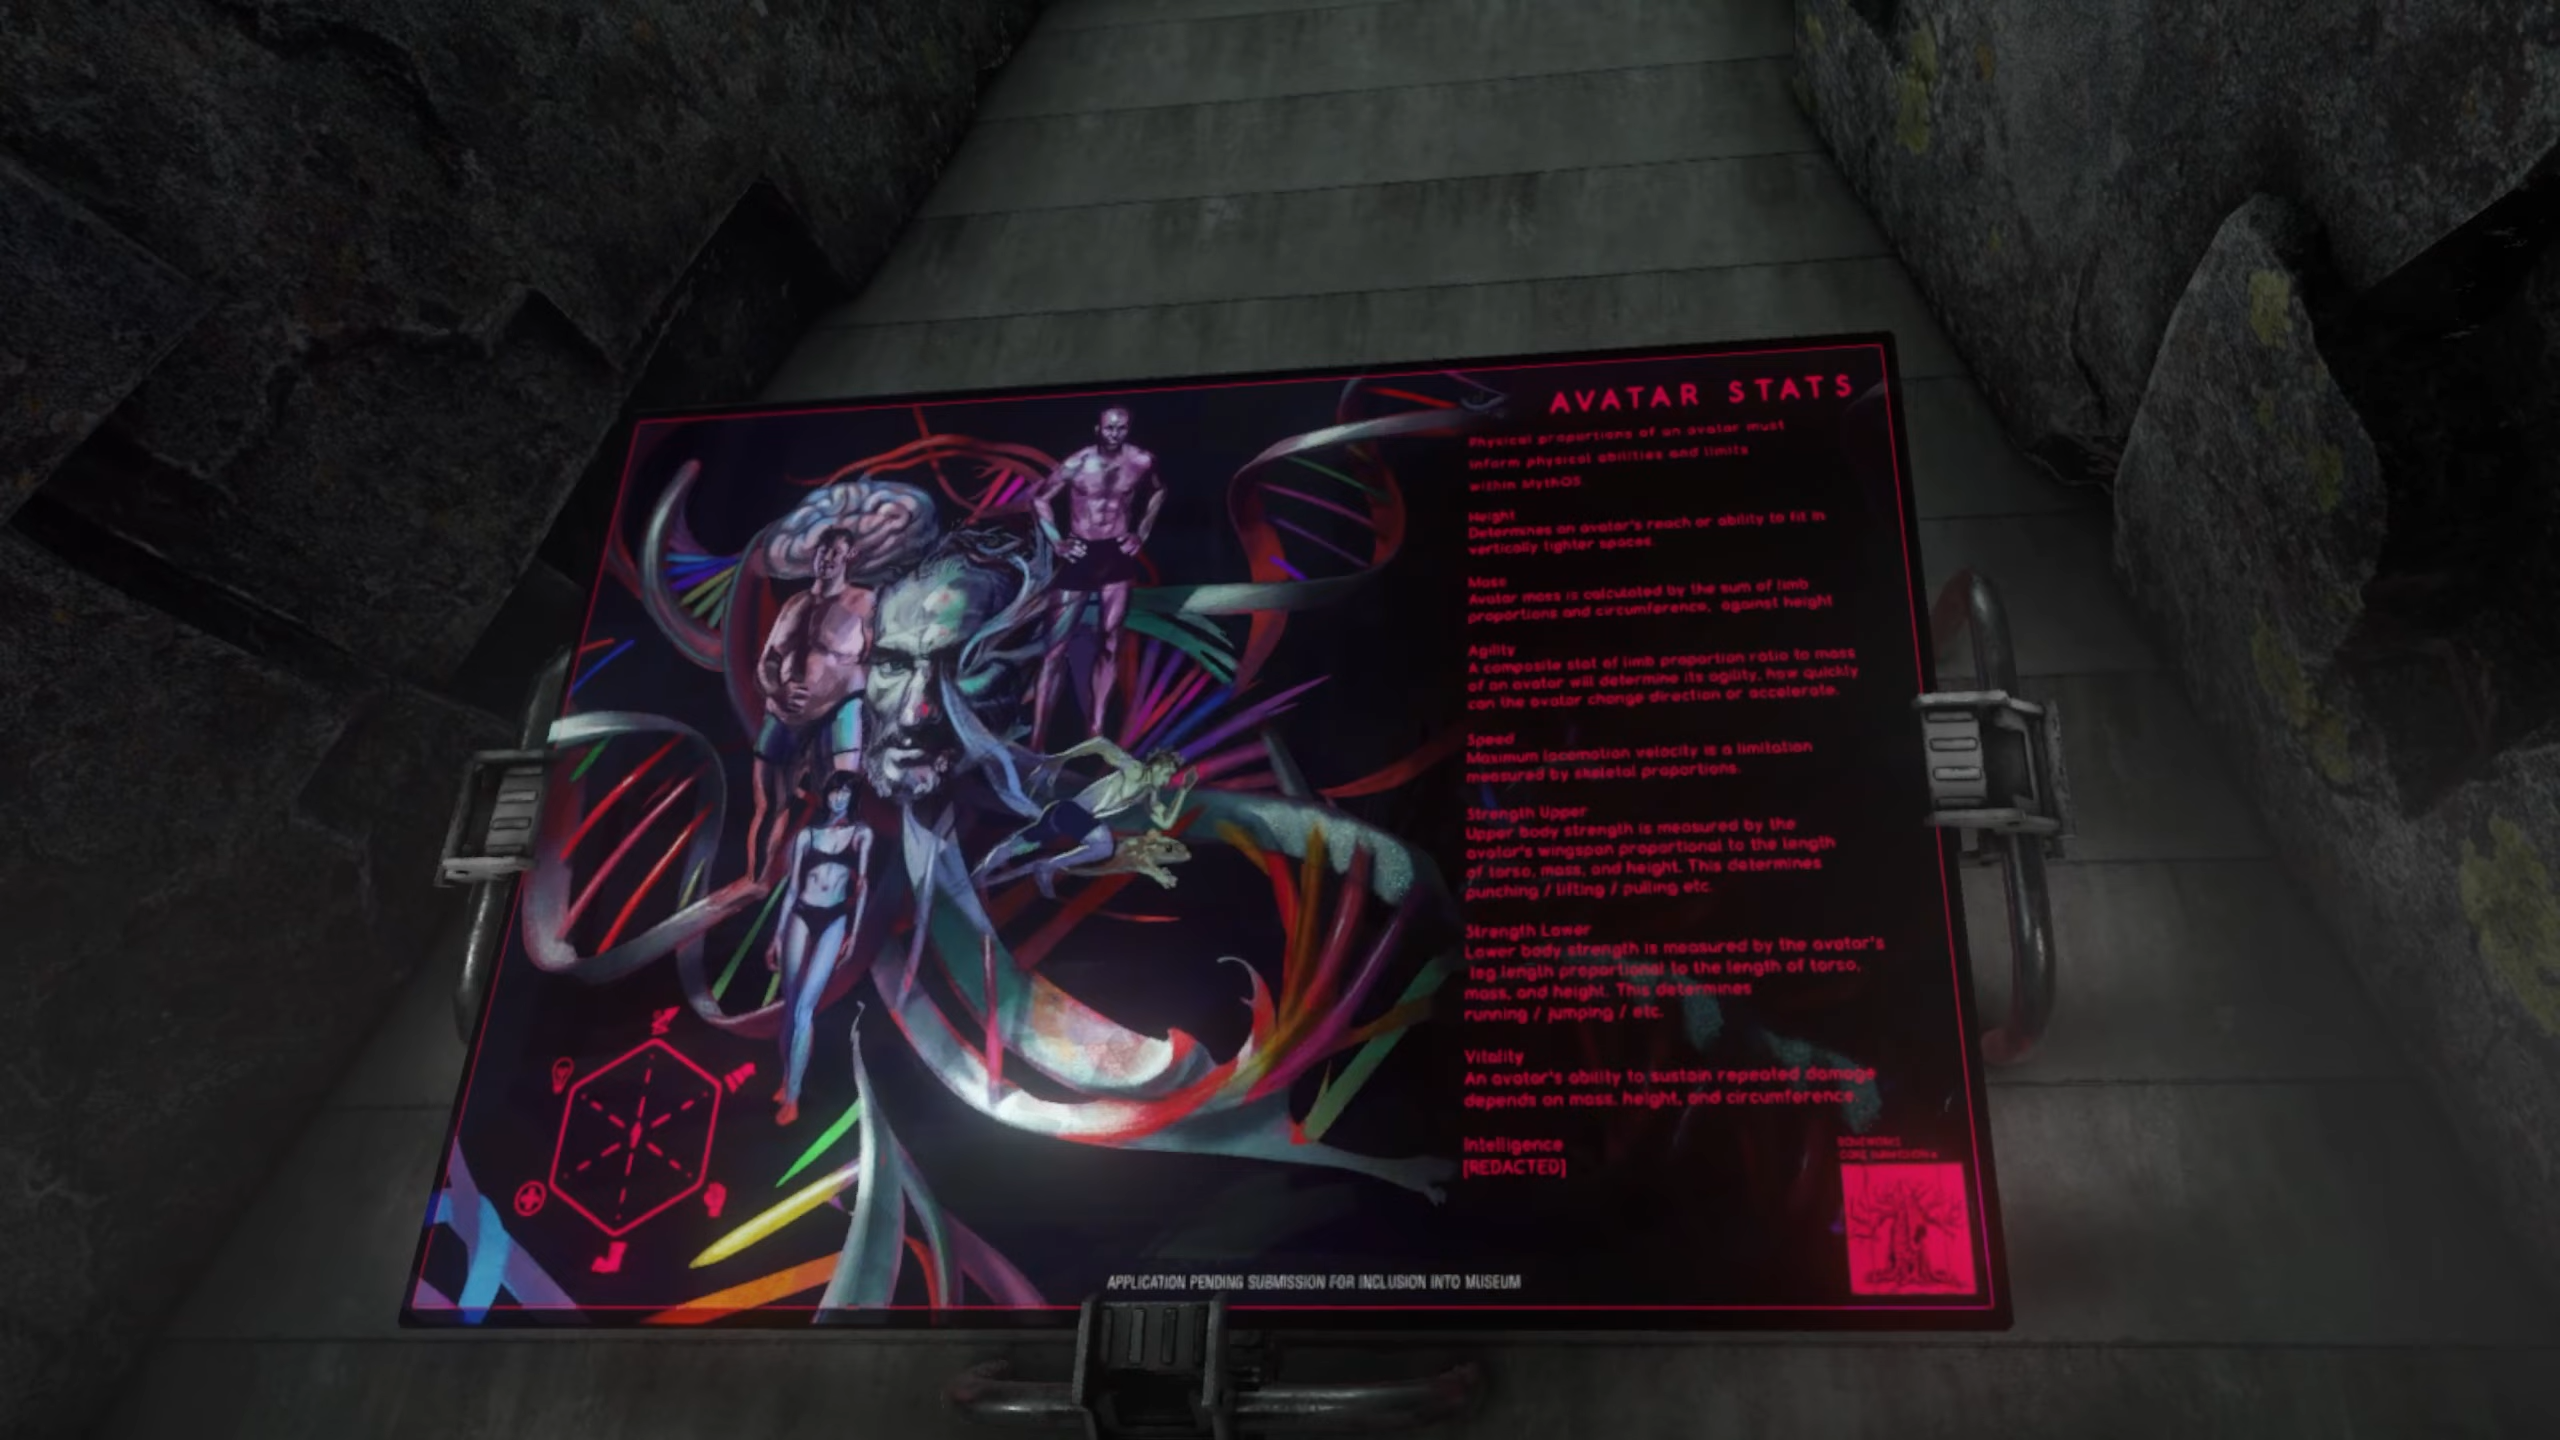 AVATAR STATS
Physical proportions of an avatar must
inform physical abilities and limits
within MythOS
Height
Determines an avatar's reach or ability to fit in
vertically tighter spaces.
Mass
Avatar mass is calculated by the sum of limb
proportions and circumference, against height
Agility
A composite stat of limb proportion ratio to mass
of an avatar will determine its agility, how quickly
can the avatar change direction or accelerate.
Speed
Maximum locomotion velocity is a limitation
measured by skeletal proportions.
Strength Upper
Upper body strength is measured by the
avatar's wingspan proportional to the length
of torso, mass, and height. This determines
punching / lifting / pulling etc.
Strength Lower
Lower body strength is measured by the avatar's
leg length proportional to the length of torso,
mass, and height. This determines
running / jumping / etc.
Vitality
An avatar's ability to sustain repeated damage
depends on mass, height, and circumference.
Intelligence
[REDACTED]
APPLICATION PENDING SUBMISSION FOR INCLUSION INTO MUSEUM